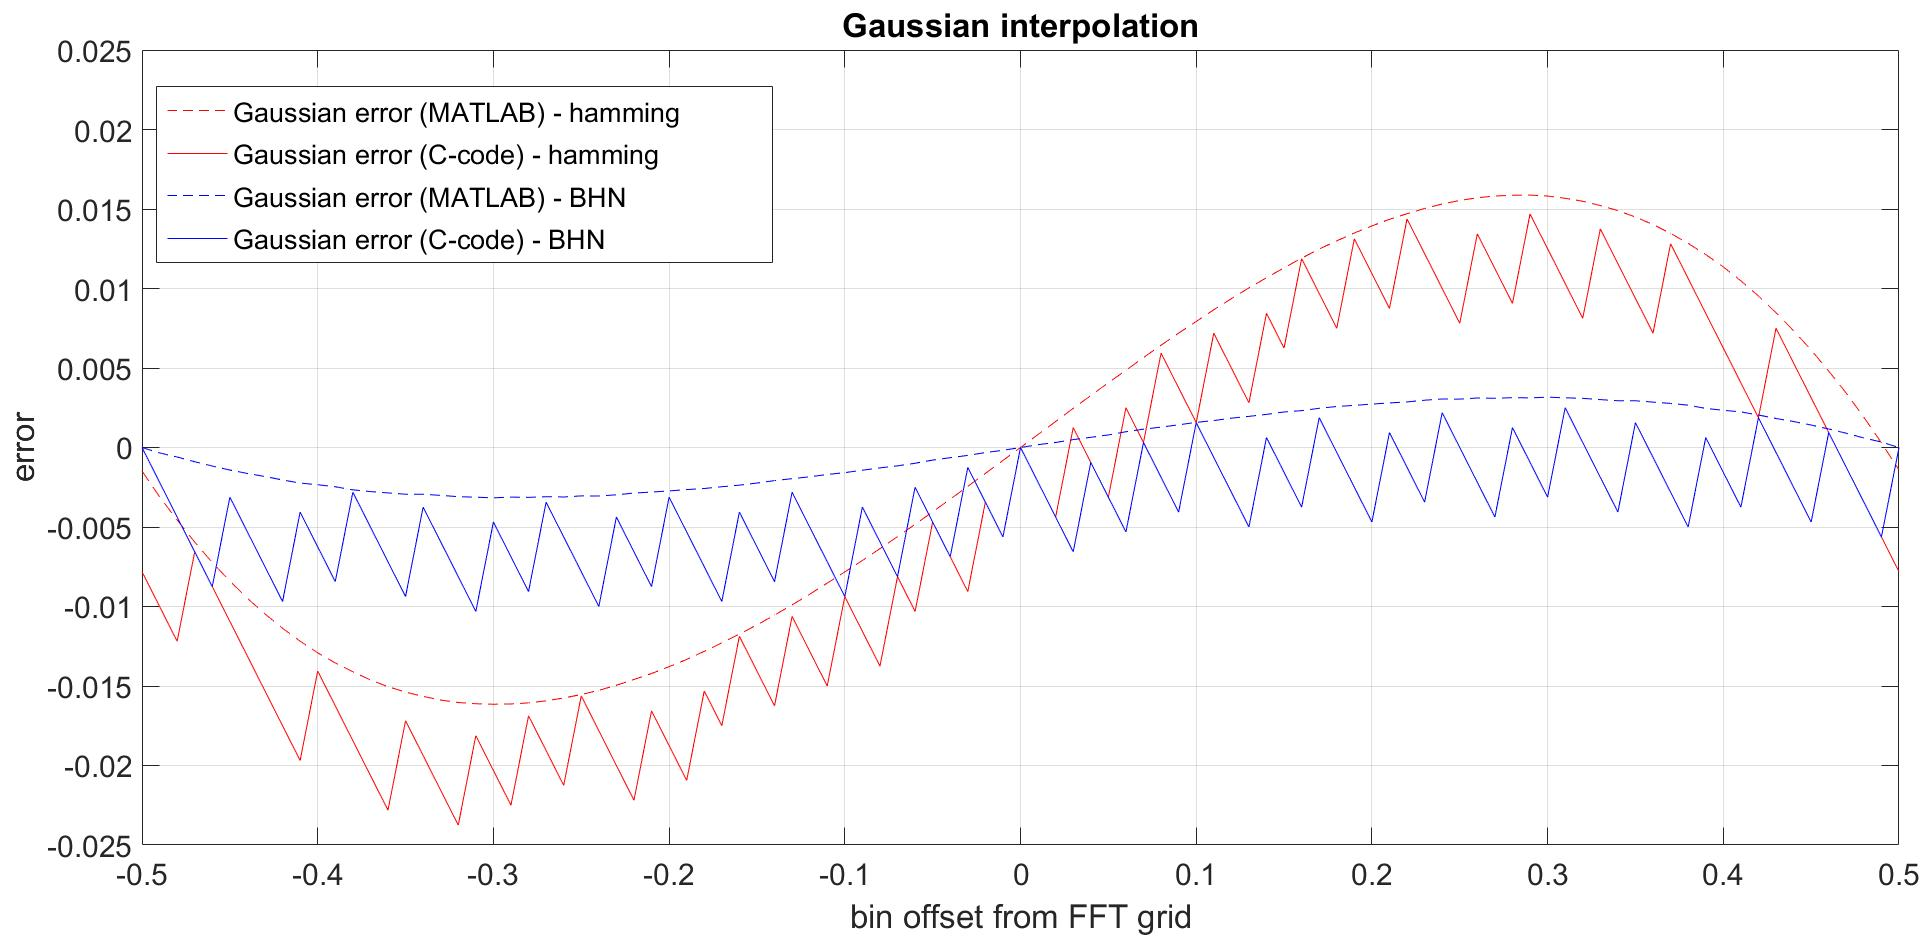 Gaussian interpolation
0.025
0.02
0.015
0.01
0.005
0
-0.005
-0.01
-0.015
-0.02
-0.025
error
Gaussian error (MATLAB) - hamming
Gaussian error (C-code) - hamming
Gaussian error (MATLAB) - BHN
Gaussian error (C-code) - BHN
-0.5 -0.4 -0.3 -0.2 -0.1 0 0.1 0.2 0.3 0.4 0.5
bin offset from FFT grid